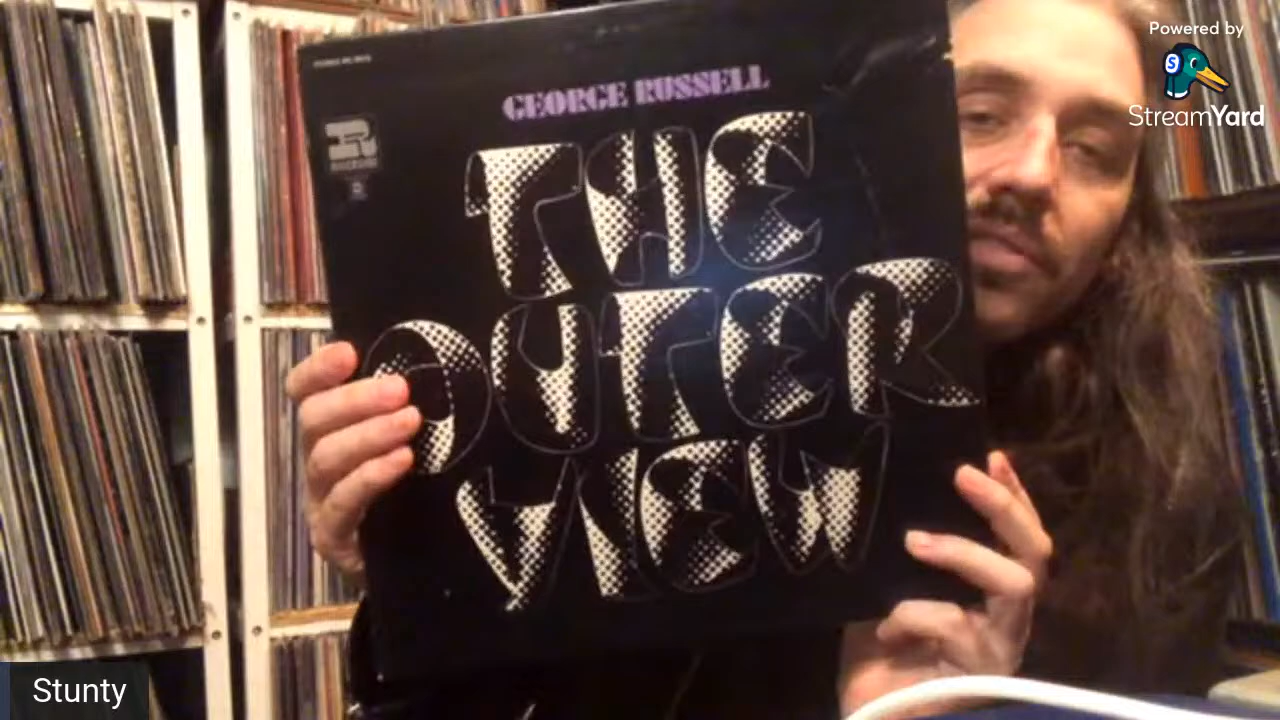 GEORGE RUSSELL
THE
OUTER
VIEW
Powered by
StreamYard
Stunty